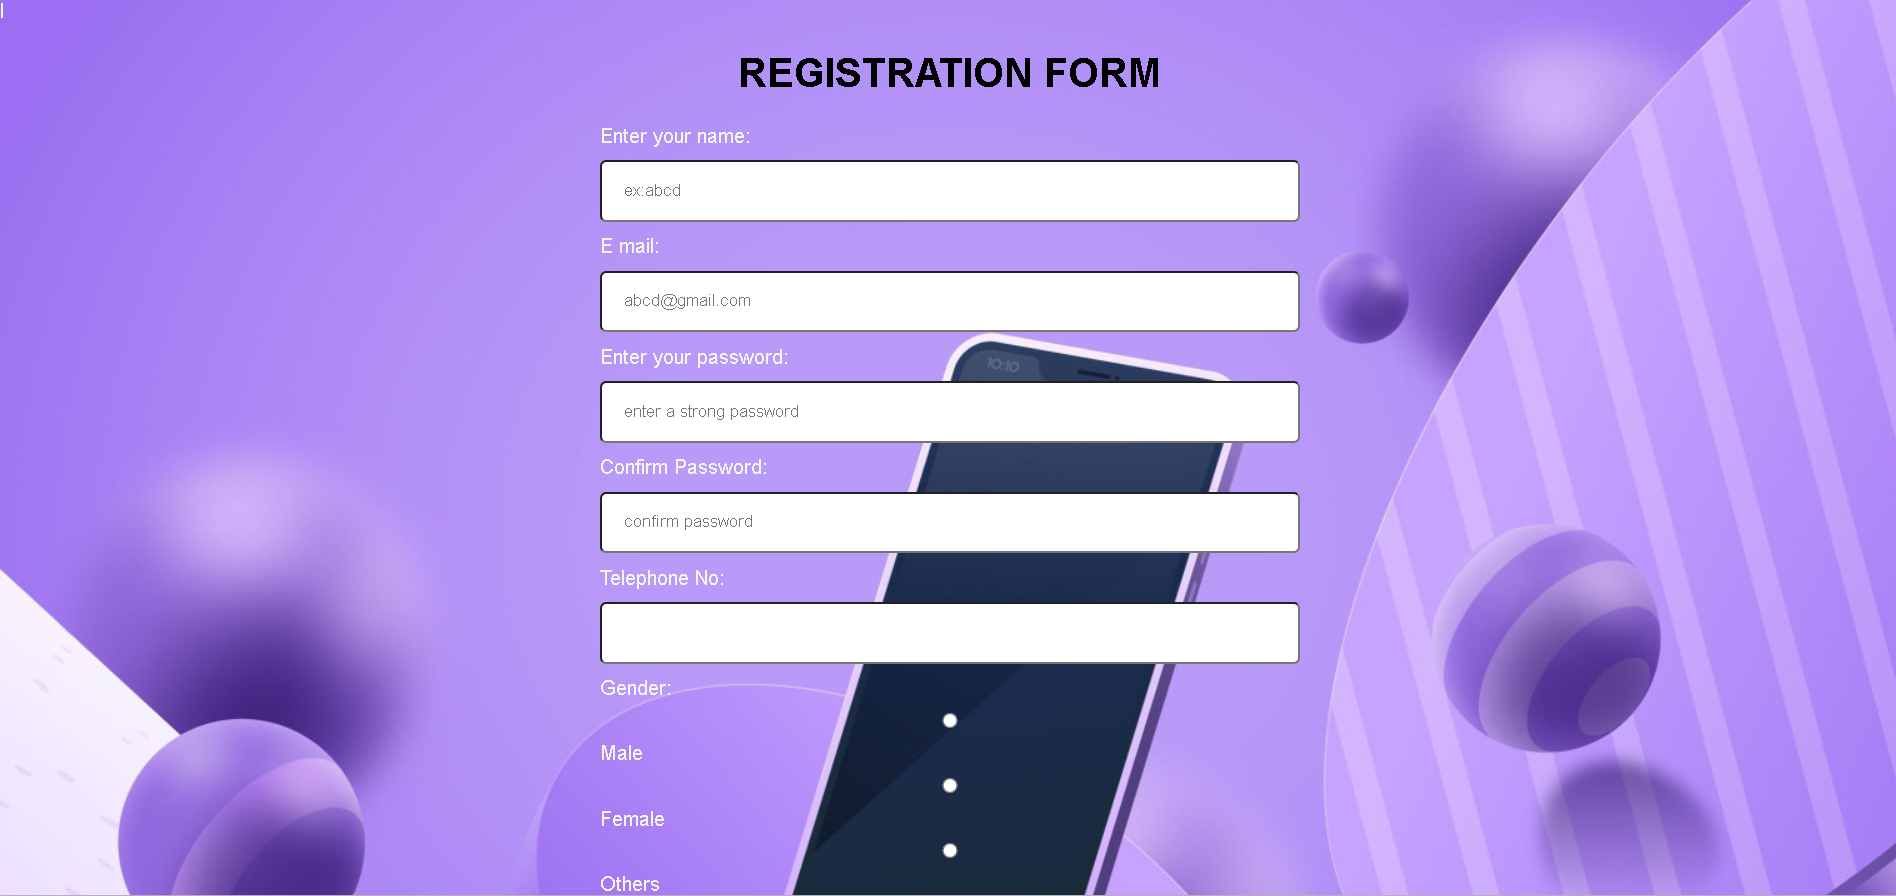 l
REGISTRATION FORM
Enter your name:
ex:abcd
E mail:
abcd@gmail.com
Enter your password:
10:10
enter a strong password
Confirm Password:
confirm password
Telephone No:
Gender:
Male
Female
Others